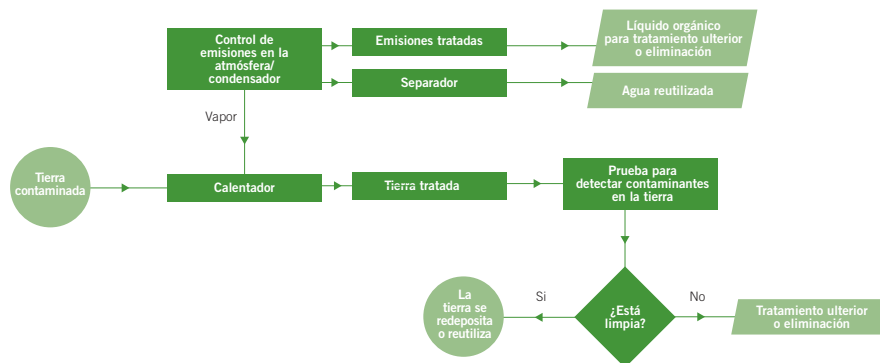 Control de
emisiones en la
atmósfera/
condensador
Emisiones tratadas
Líquido orgánico
para tratamiento ulterior
o eliminación
Separador
Agua reutilizada
Vapor
Tierra
contaminada
Calentador
Tierra tratada
Prueba para
detectar contaminantes
en la tierra
La
tierra se
redeposita
o reutiliza
Si
¿Está
limpia?
No
Tratamiento ulterior
o eliminación